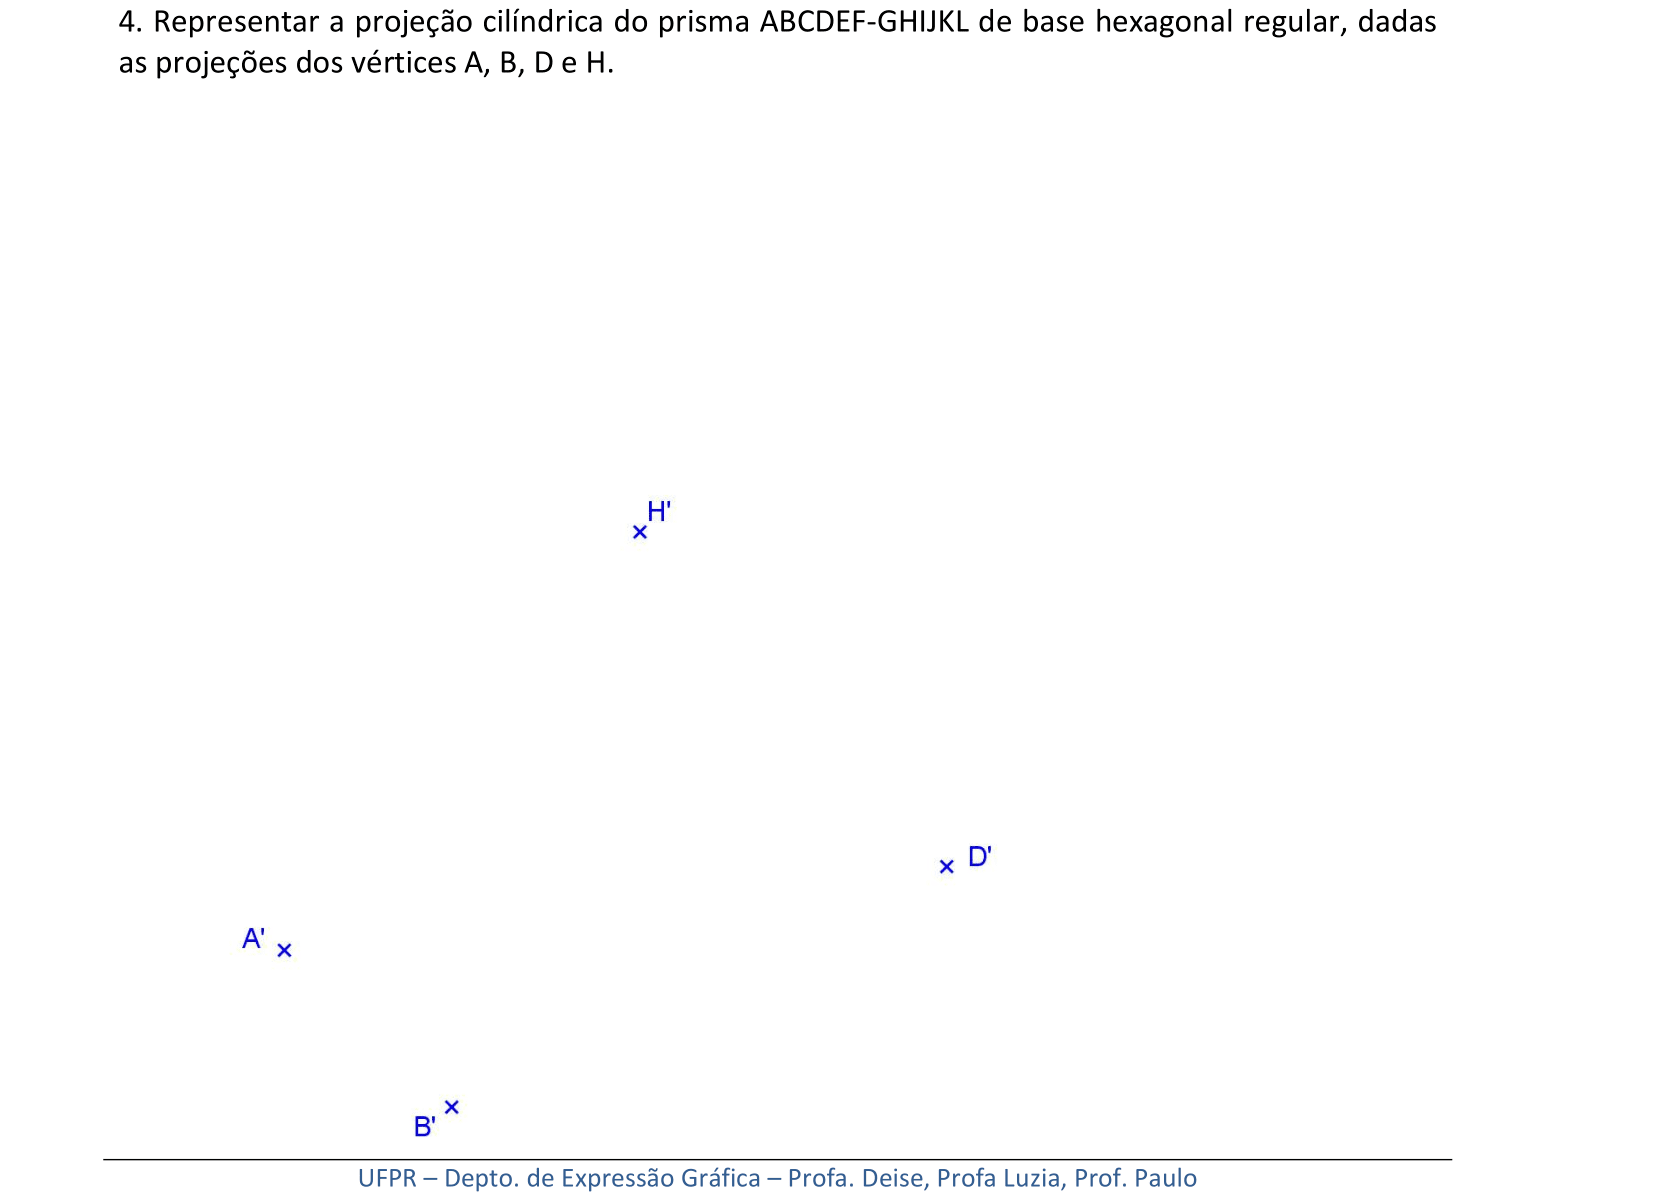 4. Representar a projeção cilíndrica do prisma ABCDEF-GHIJKL de base hexagonal regular, dadas
as projeções dos vértices A, B, D e H.
H'
D'
A'
B'
UFPR – Depto. de Expressão Gráfica – Profa. Deise, Profa Luzia, Prof. Paulo